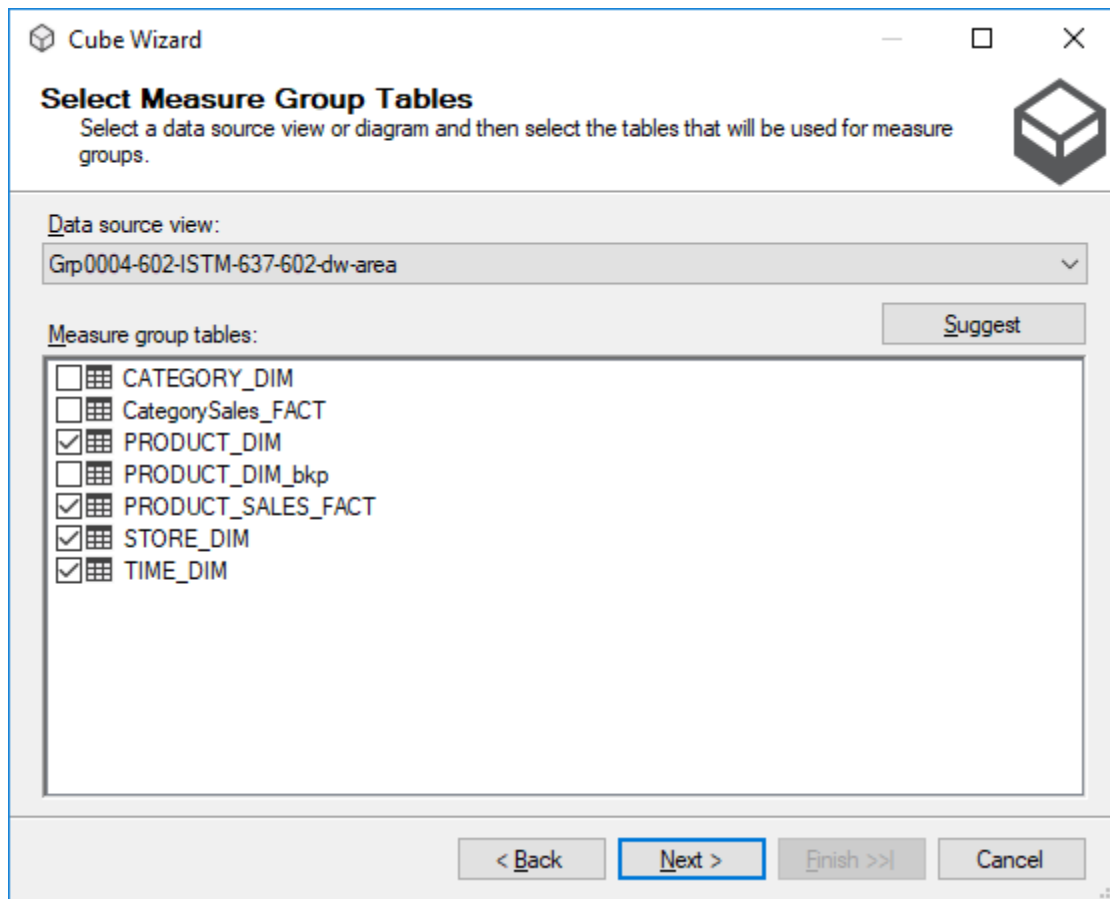 Cube Wizard
Select Measure Group Tables
Select a data source view or diagram and then select the tables that will be used for measure
groups.
Data source view:
Grp0004-602-ISTM-637-602-dw-area
Suggest
Measure group tables:
CATEGORY_DIM
CategorySales_FACT
PRODUCT_DIM
PRODUCT_DIM_bkp
PRODUCT_SALES_FACT
STORE_DIM
TIME_DIM
< Back Next > Finish >>| Cancel